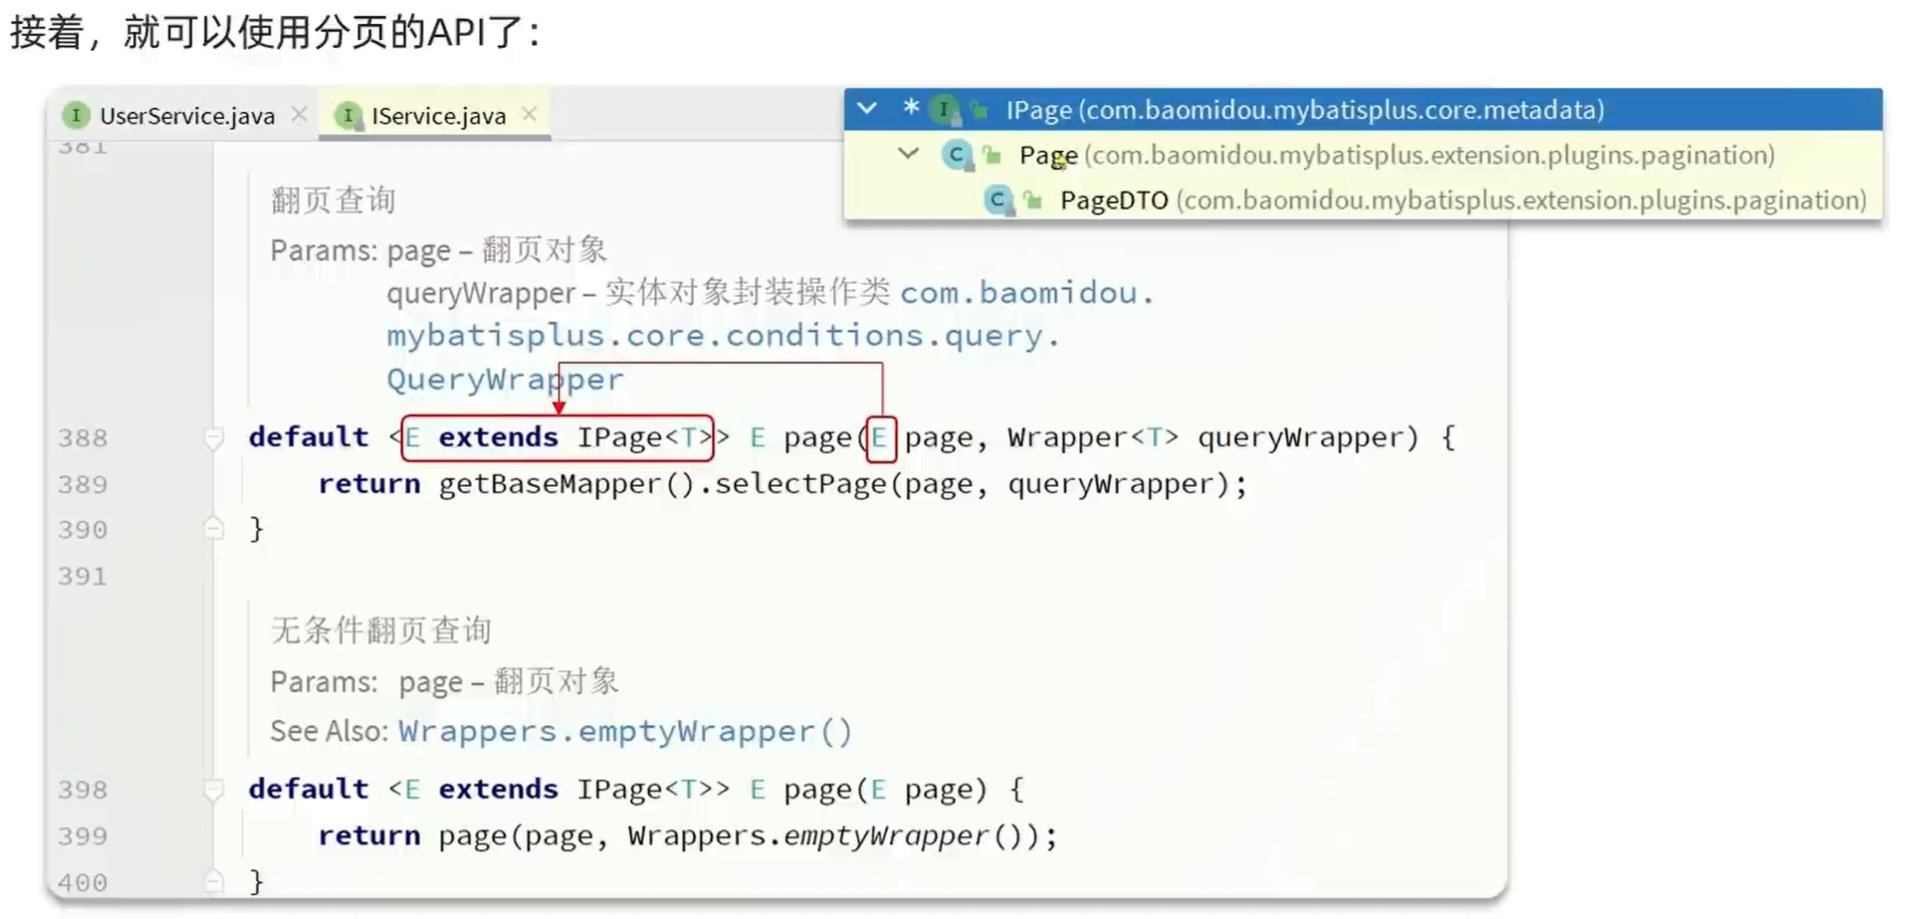 接着，就可以使用分页的API了：
UserService.java
IService.java
IPage (com.baomidou.mybatisplus.core.metadata)
Page (com.baomidou.mybatisplus.extension.plugins.pagination)
PageDTO (com.baomidou.mybatisplus.extension.plugins.pagination)
381
翻页查询
Params: page – 翻页对象
queryWrapper – 实体对象封装操作类 com.baomidou.
mybatisplus.core.conditions.query.
QueryWrapper
388 default <E extends IPage<T>> E page(E page, Wrapper<T> queryWrapper) {
389 return getBaseMapper().selectPage(page, queryWrapper);
390 }
391
无条件翻页查询
Params: page – 翻页对象
See Also: Wrappers.emptyWrapper()
398 default <E extends IPage<T>> E page(E page) {
399 return page(page, Wrappers.emptyWrapper());
400 }